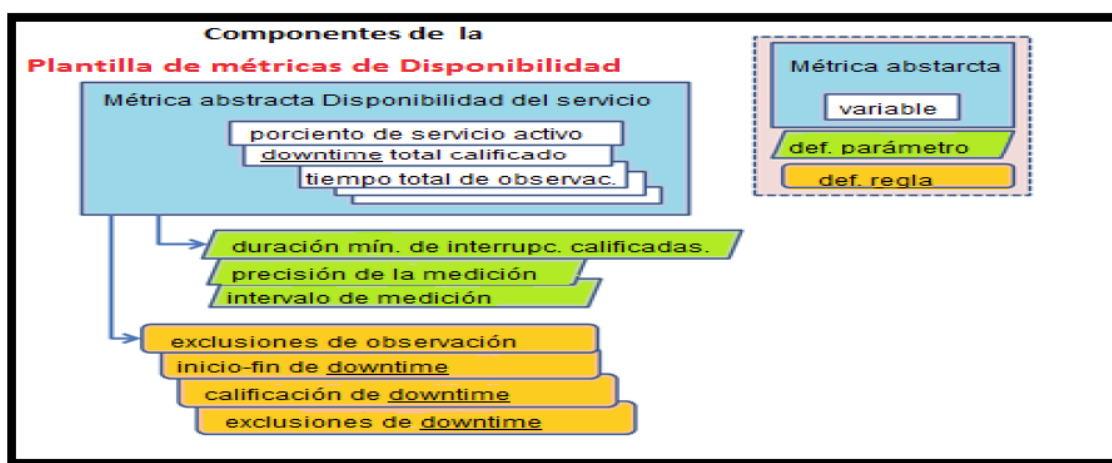 Componentes de la
Plantilla de métricas de Disponibilidad
Métrica abstracta Disponibilidad del servicio
porciento de servicio activo
downtime total calificado
tiempo total de observac.
duración mín. de interrupc. calificadas.
precisión de la medición
intervalo de medición
exclusiones de observación
inicio-fin de downtime
calificación de downtime
exclusiones de downtime
Métrica abstarcta
variable
def. parámetro
def. regla